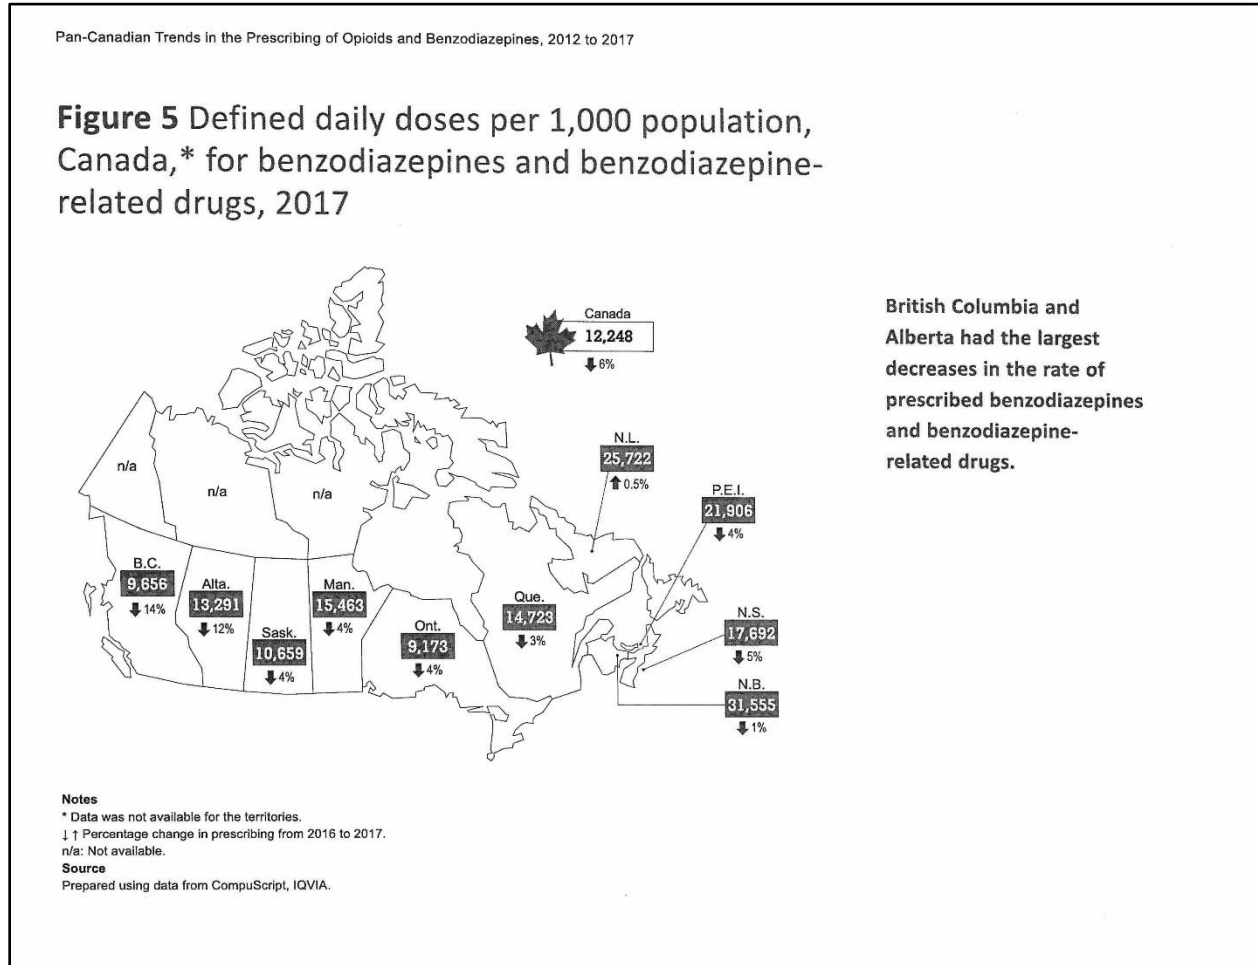 Pan-Canadian Trends in the Prescribing of Opioids and Benzodiazepines, 2012 to 2017
Figure 5 Defined daily doses per 1,000 population,
Canada,* for benzodiazepines and benzodiazepine-
related drugs, 2017
Canada
12,248
↓ 6%
British Columbia and
Alberta had the largest
decreases in the rate of
prescribed benzodiazepines
and benzodiazepine-
related drugs.
n/a
n/a
n/a
N.L.
25,722
↑ 0.5%
P.E.I.
21,906
↓ 4%
B.C.
9,656
↓ 14%
Alta.
13,291
↓ 12%
Sask.
10,659
↓ 4%
Man.
15,463
↓ 4%
Ont.
9,173
↓ 4%
Que.
14,723
↓ 3%
N.S.
17,692
↓ 5%
N.B.
31,555
↓ 1%
Notes
* Data was not available for the territories.
↓ ↑ Percentage change in prescribing from 2016 to 2017.
n/a: Not available.
Source
Prepared using data from CompuScript, IQVIA.